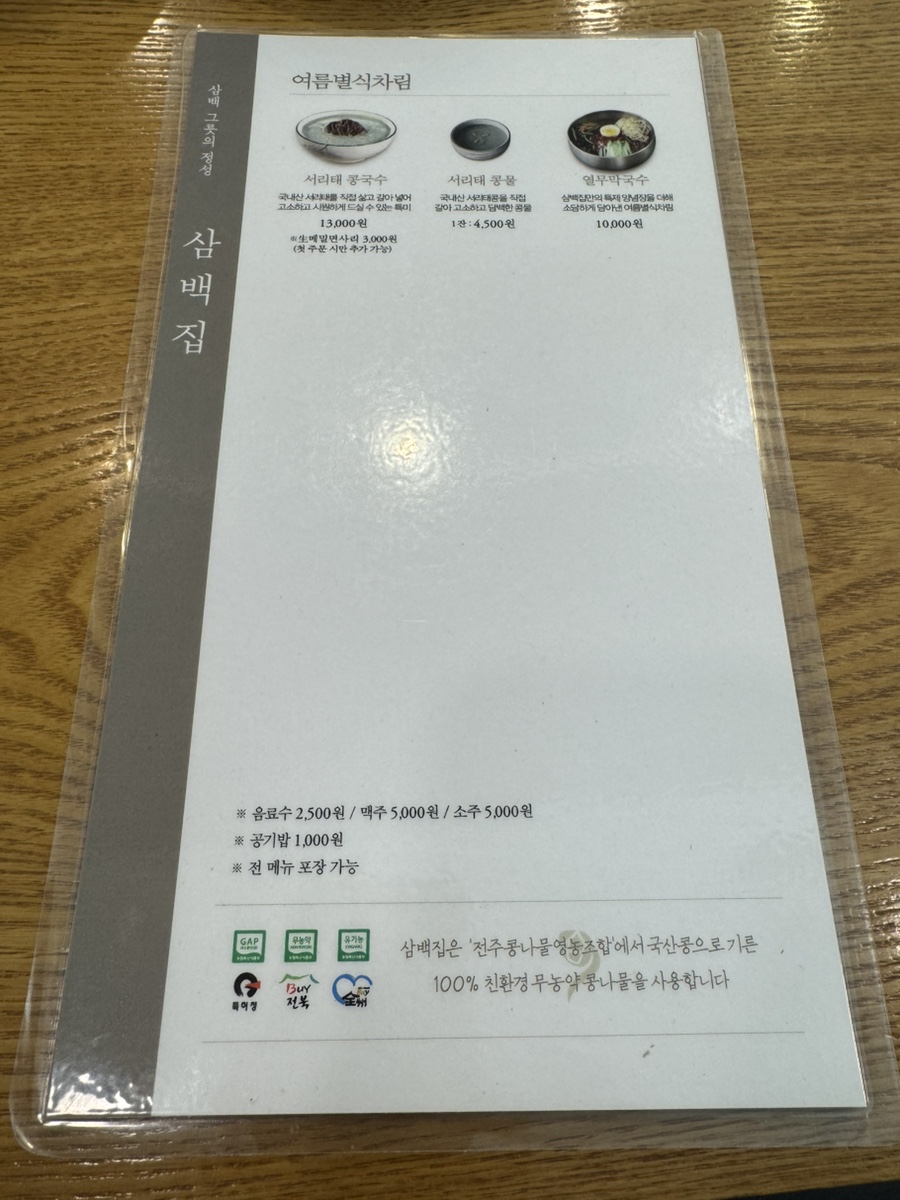 삼백 그릇의 정성
삼백집
여름별식차림
서리태 콩국수
국내산 서리태를 직접 삶고 갈아 넣어
고소하고 시원하게 드실 수 있는 특미
13,000원
※生메밀면사리 3,000원
(첫 주문 시만 추가 가능)
서리태 콩물
국내산 서리태콩을 직접
갈아 고소하고 담백한 콩물
1잔 : 4,500원
열무막국수
삼백집만의 특제 양념장을 더해
소담하게 담아낸 여름별식차림
10,000원
※ 음료수 2,500원 / 맥주 5,000원 / 소주 5,000원
※ 공기밥 1,000원
※ 전 메뉴 포장 가능
GAP
무농약
유기농
특허청
Buy
전북
삼백집은 '전주콩나물영농조합'에서 국산콩으로 기른
100% 친환경 무농약 콩나물을 사용합니다